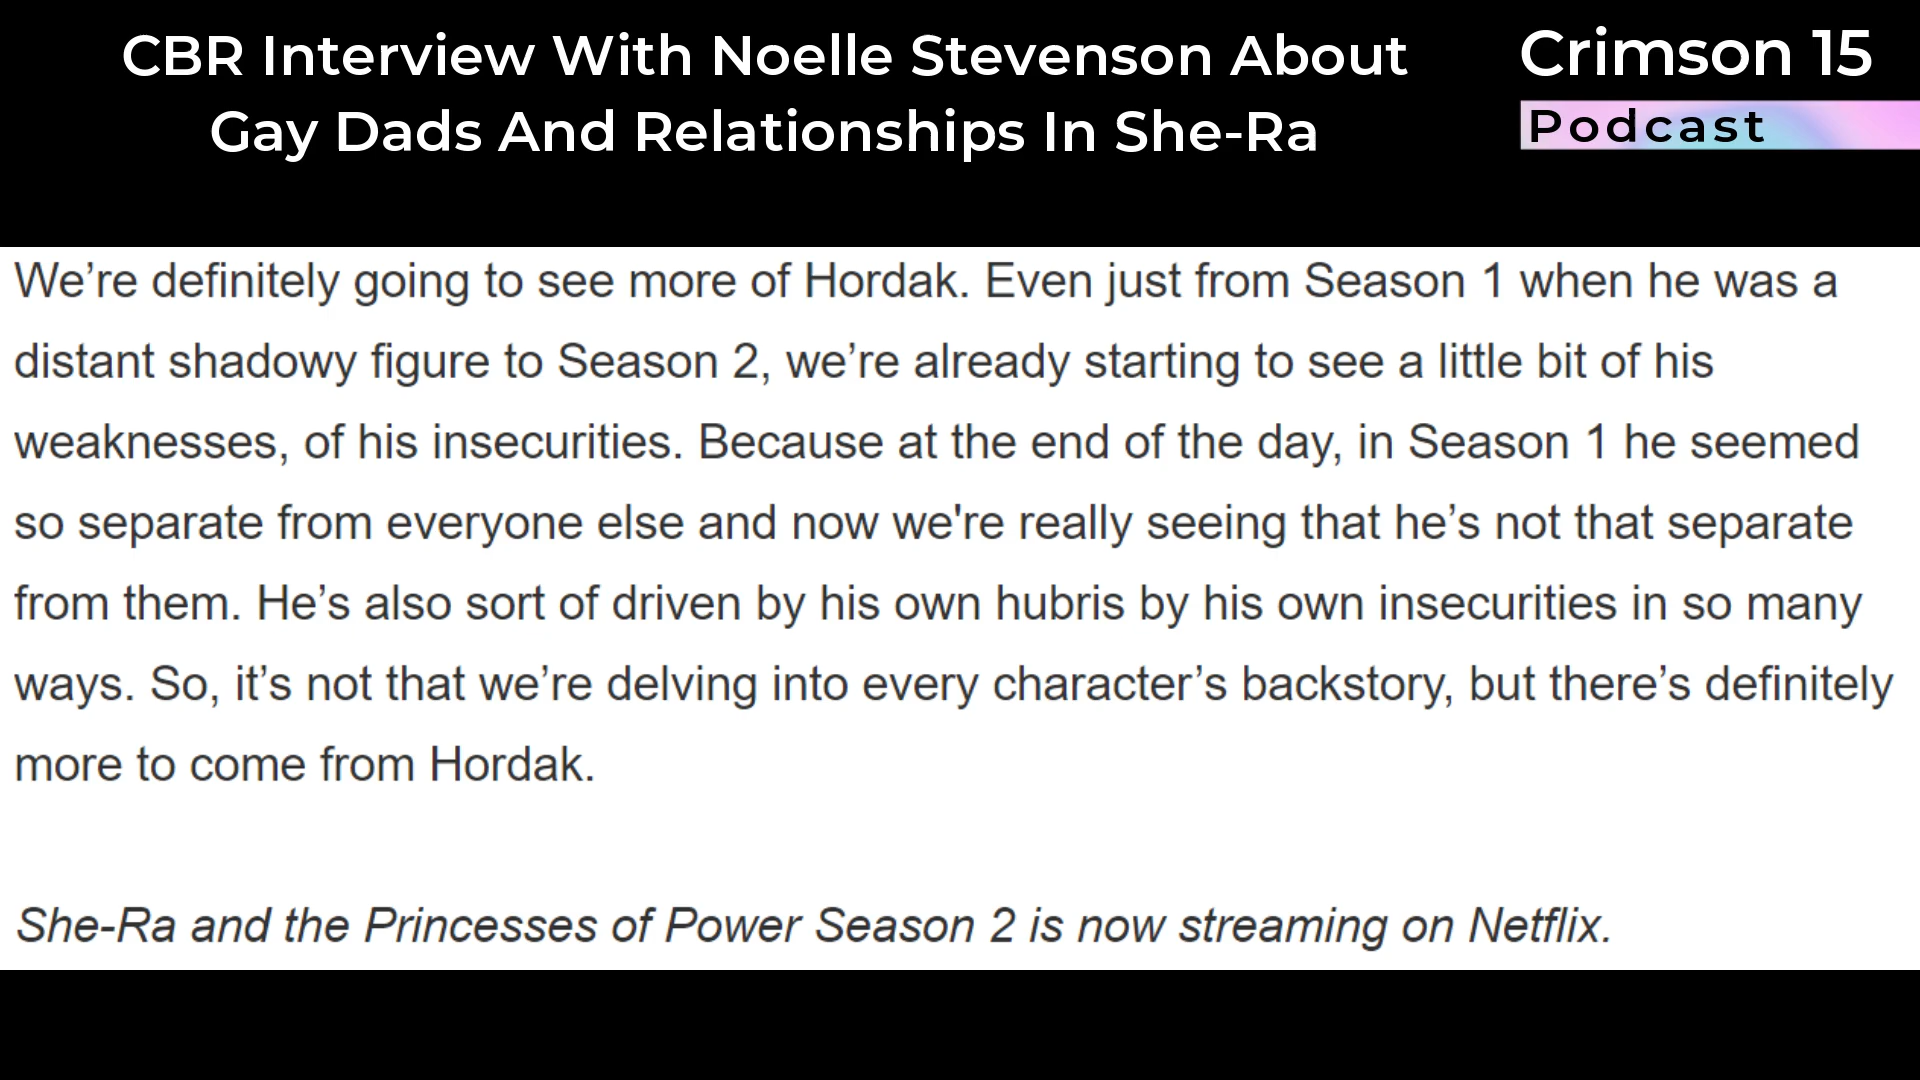 CBR Interview With Noelle Stevenson About
Gay Dads And Relationships In She-Ra
Crimson 15
Podcast
We’re definitely going to see more of Hordak. Even just from Season 1 when he was a
distant shadowy figure to Season 2, we’re already starting to see a little bit of his
weaknesses, of his insecurities. Because at the end of the day, in Season 1 he seemed
so separate from everyone else and now we're really seeing that he’s not that separate
from them. He’s also sort of driven by his own hubris by his own insecurities in so many
ways. So, it’s not that we’re delving into every character’s backstory, but there’s definitely
more to come from Hordak.
She-Ra and the Princesses of Power Season 2 is now streaming on Netflix.